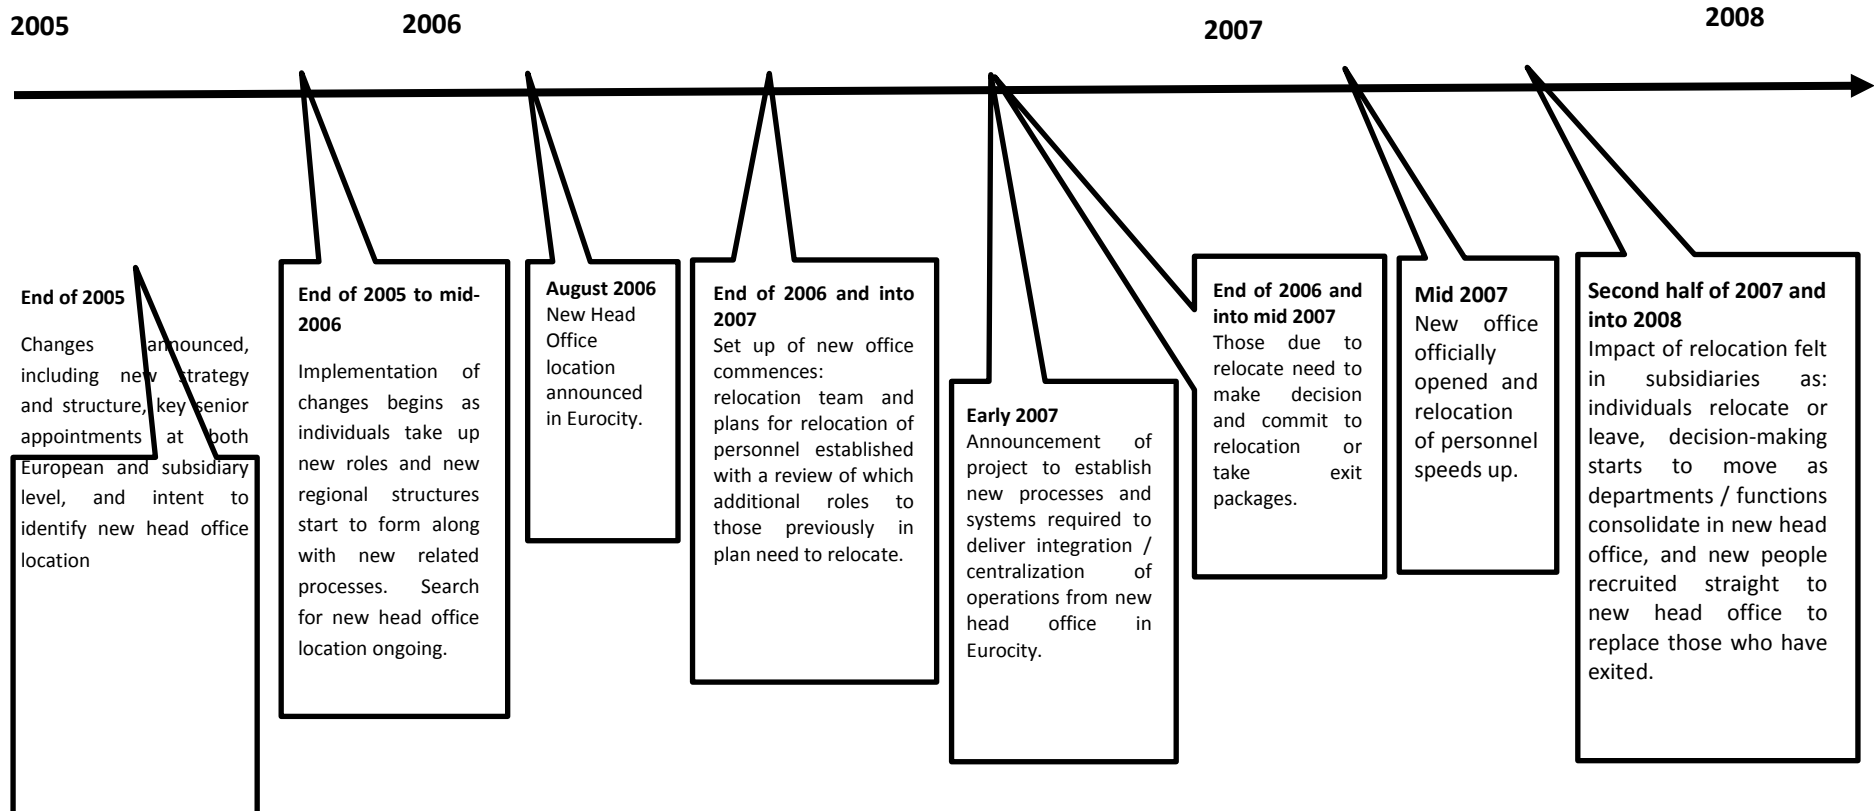 2005
2006
2007
2008
End of 2005
Changes announced,
including new strategy
and structure, key senior
appointments at both
European and subsidiary
level, and intent to
identify new head office
location
End of 2005 to mid-
2006
Implementation of
changes begins as
individuals take up
new roles and new
regional structures
start to form along
with new related
processes. Search
for new head office
location ongoing.
August 2006
New Head
Office
location
announced
in Eurocity.
End of 2006 and into
2007
Set up of new office
commences:
relocation team and
plans for relocation of
personnel established
with a review of which
additional roles to
those previously in
plan need to relocate.
Early 2007
Announcement of
project to establish
new processes and
systems required to
deliver integration /
centralization of
operations from new
head office in
Eurocity.
End of 2006 and
into mid 2007
Those due to
relocate need to
make decision
and commit to
relocation or
take exit
packages.
Mid 2007
New office
officially
opened and
relocation
of personnel
speeds up.
Second half of 2007 and
into 2008
Impact of relocation felt
in subsidiaries as:
individuals relocate or
leave, decision-making
starts to move as
departments / functions
consolidate in new head
office, and new people
recruited straight to
new head office to
replace those who have
exited.